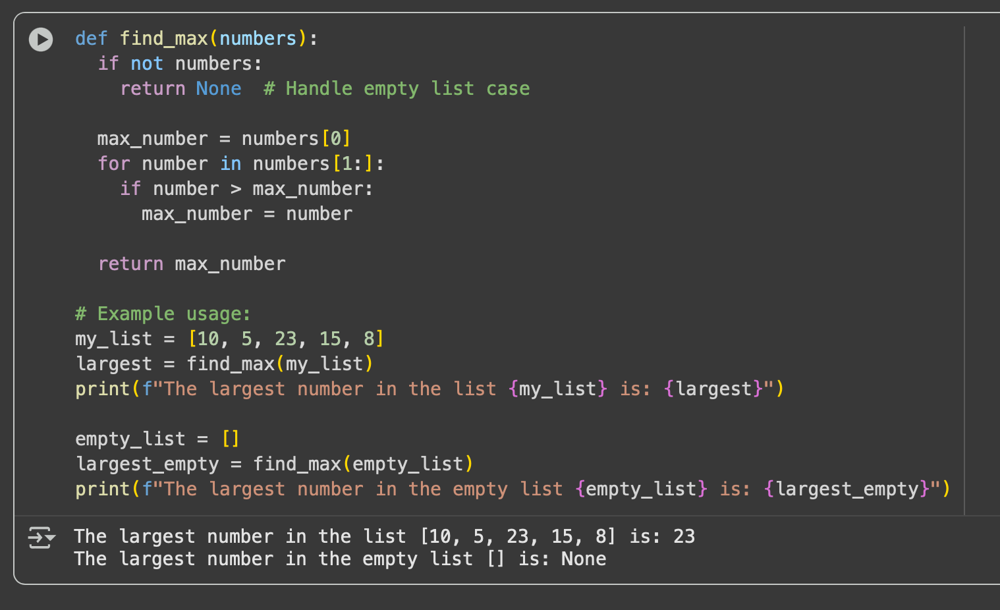 def find_max(numbers):
  if not numbers:
    return None  # Handle empty list case

  max_number = numbers[0]
  for number in numbers[1:]:
    if number > max_number:
      max_number = number

  return max_number

# Example usage:
my_list = [10, 5, 23, 15, 8]
largest = find_max(my_list)
print(f"The largest number in the list {my_list} is: {largest}")

empty_list = []
largest_empty = find_max(empty_list)
print(f"The largest number in the empty list {empty_list} is: {largest_empty}")
The largest number in the list [10, 5, 23, 15, 8] is: 23
The largest number in the empty list [] is: None